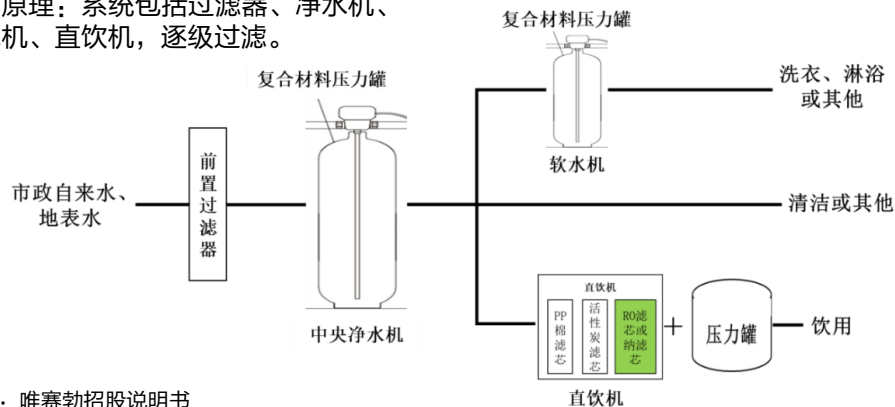 原理：系统包括过滤器、净水机、
机、直饮机，逐级过滤。
复合材料压力罐
复合材料压力罐
洗衣、淋浴
或其他
软水机
前置过滤器
市政自来水、
地表水
清洁或其他
中央净水机
直饮机
PP
棉
滤
芯
活
性
炭
滤
芯
RO滤
芯或
纳滤
芯
+
压力罐
饮用
直饮机
唯赛勃招股说明书